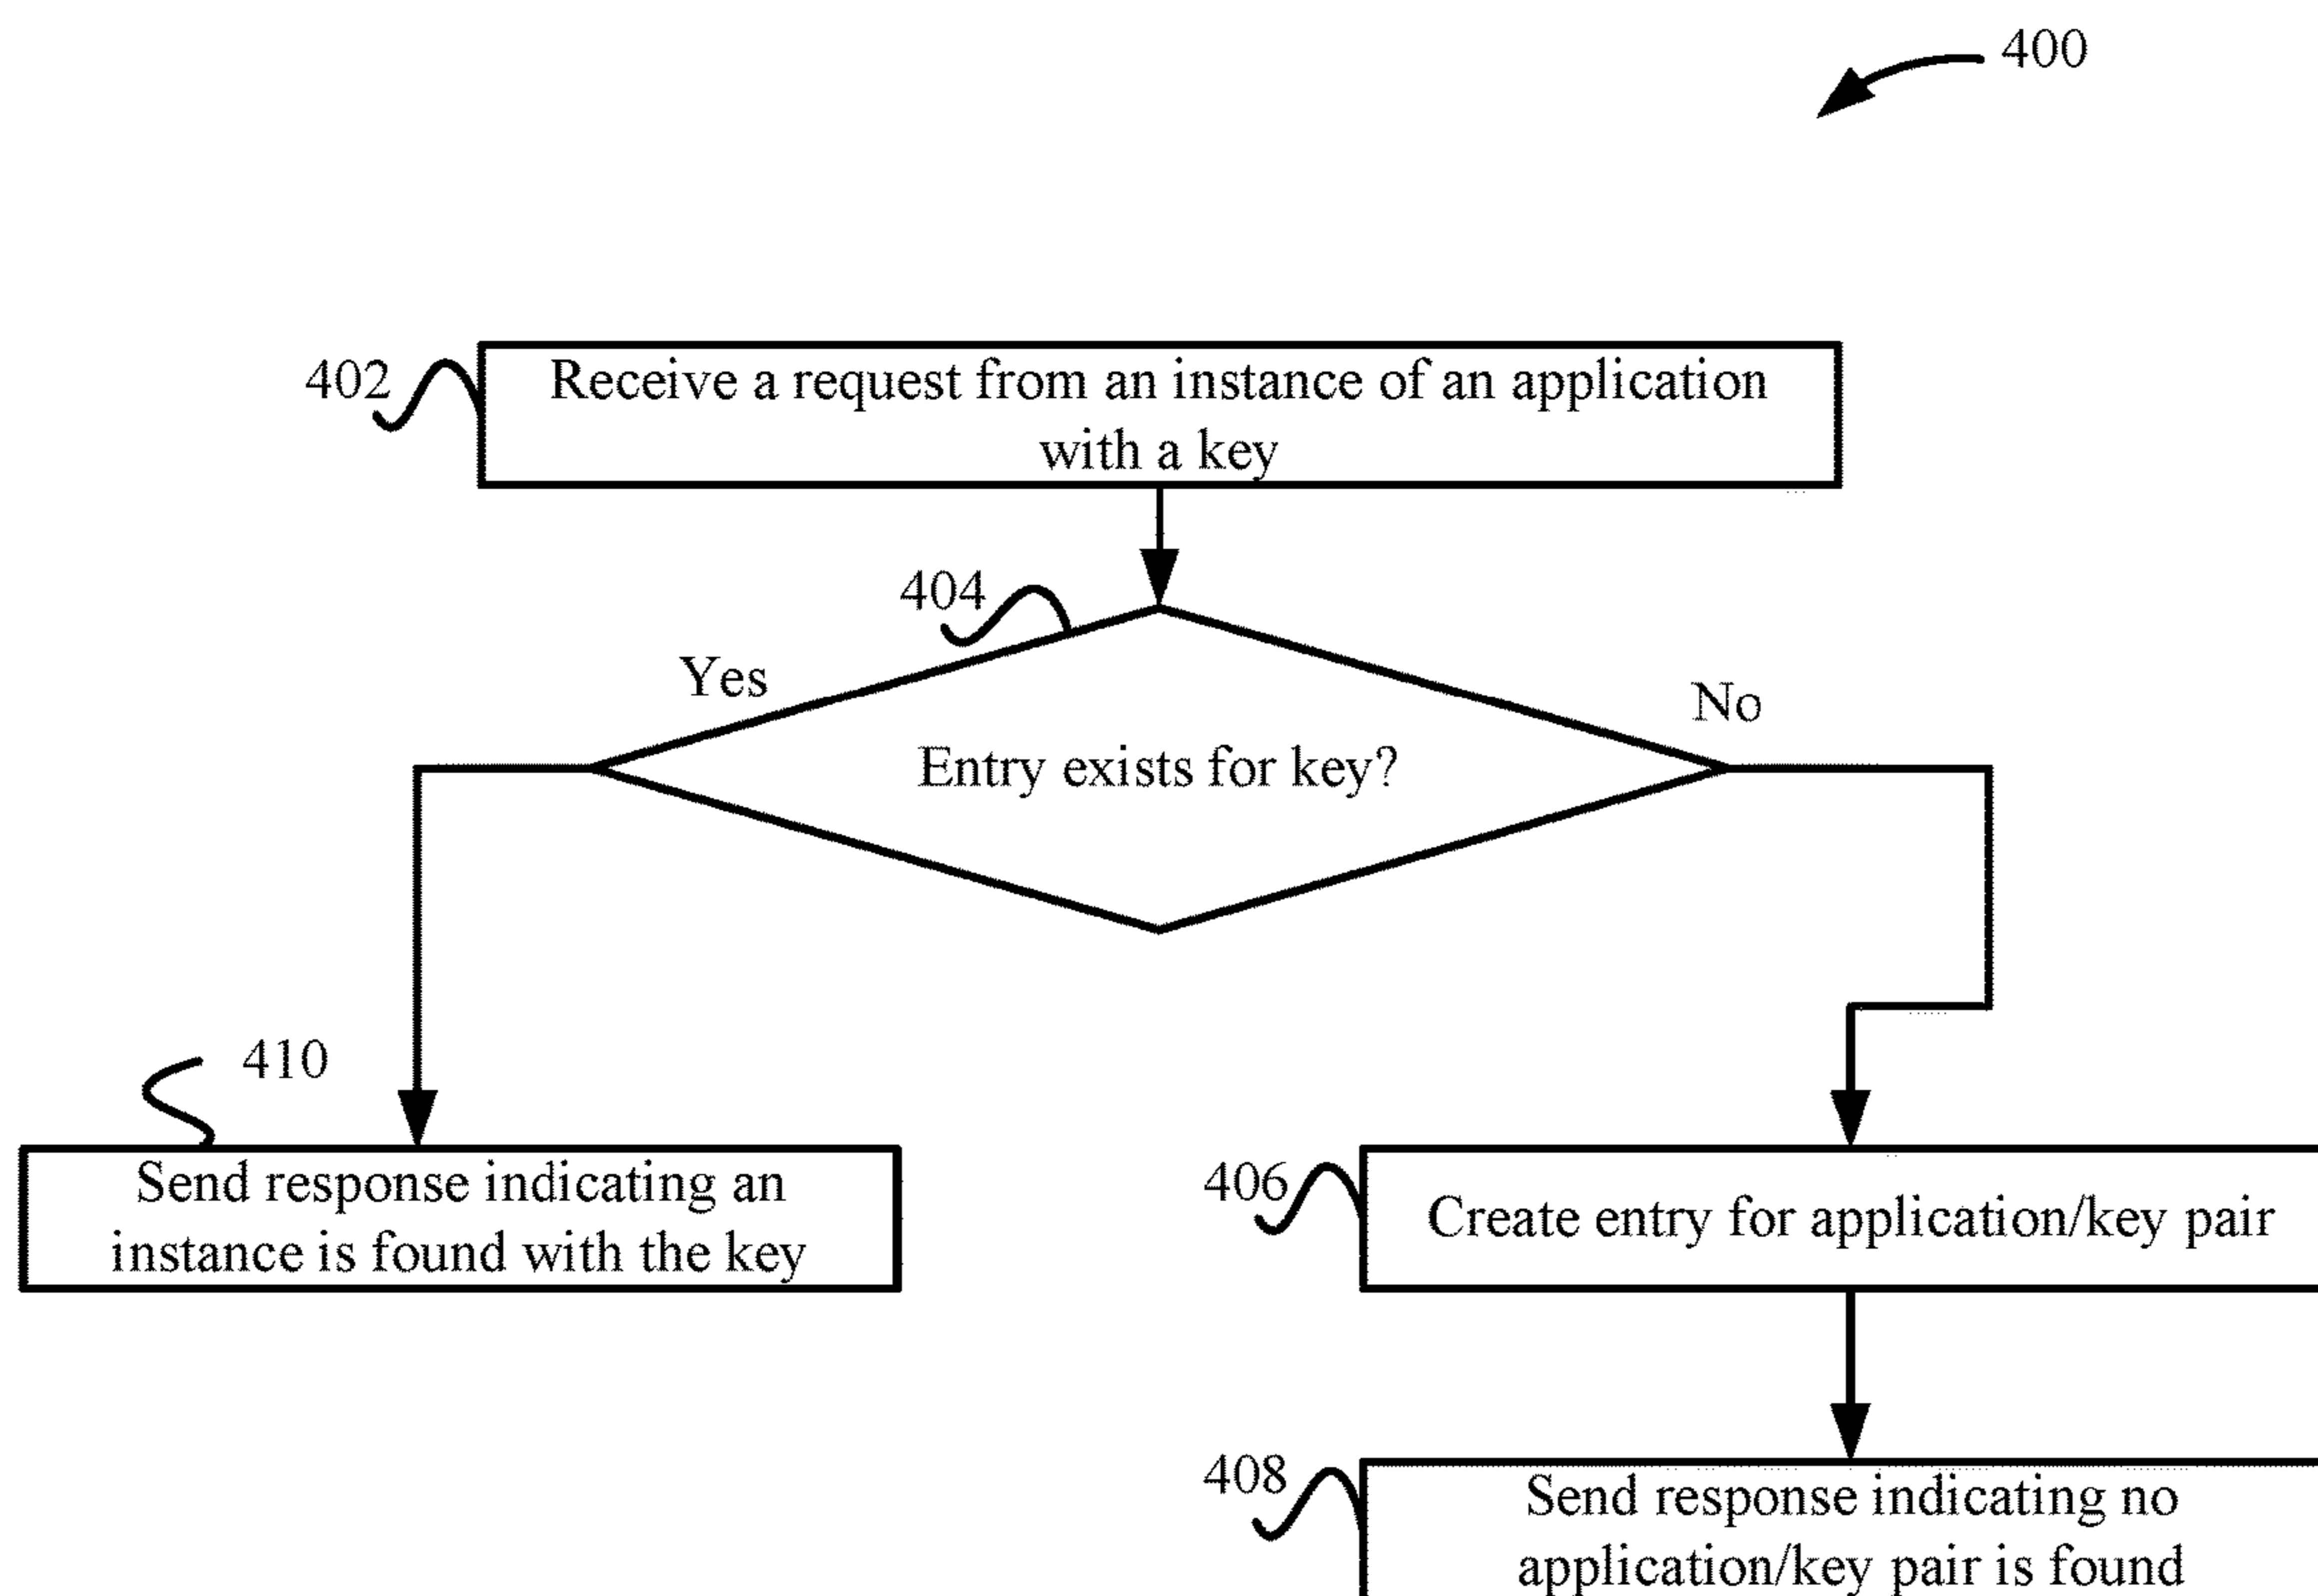 400
402
Receive a request from an instance of an application
with a key
404
Yes
No
Entry exists for key?
410
Send response indicating an
instance is found with the key
406
Create entry for application/key pair
408
Send response indicating no
application/key pair is found